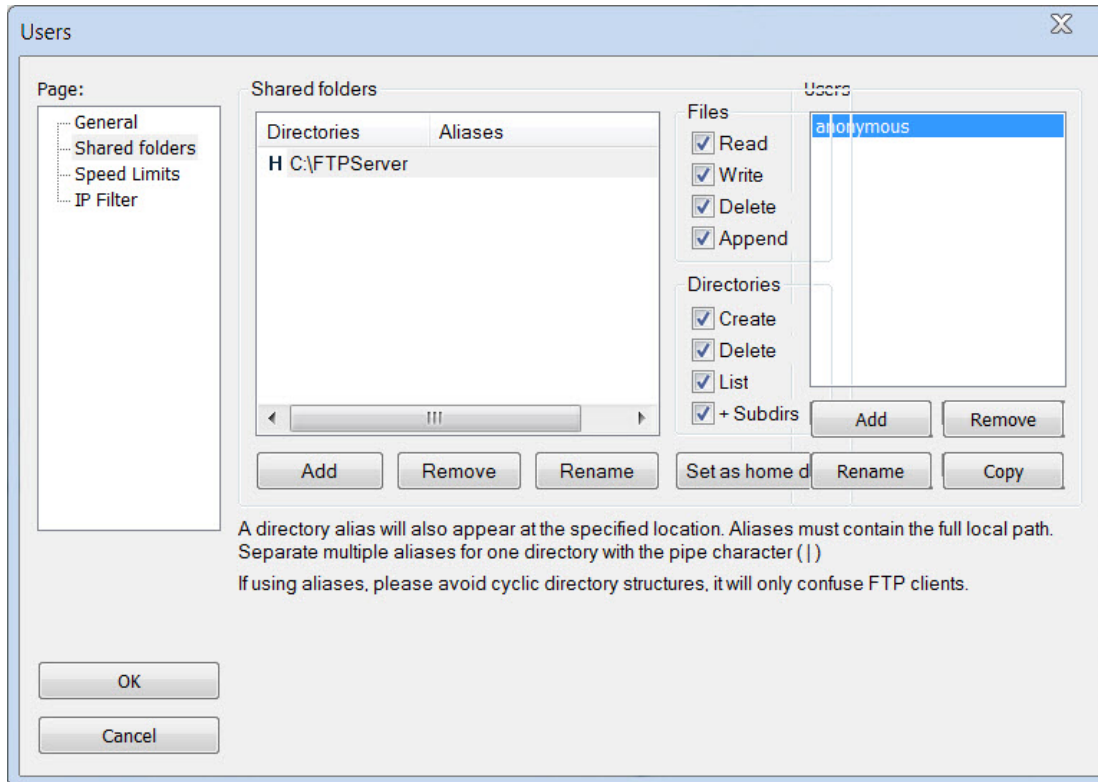 Users
Page:
General
Shared folders
Speed Limits
IP Filter
OK
Cancel
Shared folders
Directories Aliases
H C:\FTPServer
Add Remove Rename
Files
Read
Write
Delete
Append
Directories
Create
Delete
List
+ Subdirs
Set as home d
Users
anonymous
Add Remove
Rename Copy
A directory alias will also appear at the specified location. Aliases must contain the full local path.
Separate multiple aliases for one directory with the pipe character ( | )
If using aliases, please avoid cyclic directory structures, it will only confuse FTP clients.